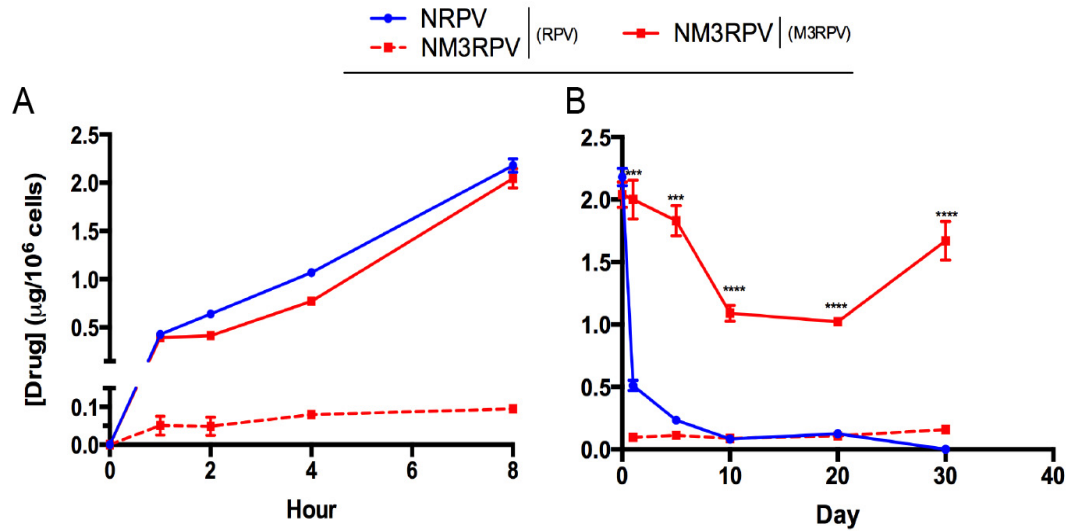 NRPV
NM3RPV
(RPV)
NM3RPV
(M3RPV)
A
B
[Drug] (μg/10⁶ cells)
2.5
2.0
1.5
1.0
0.5
0.1
0.0
0 2 4 6 8
Hour
2.5
2.0
1.5
1.0
0.5
0.0
***
***
****
****
****
0 10 20 30 40
Day